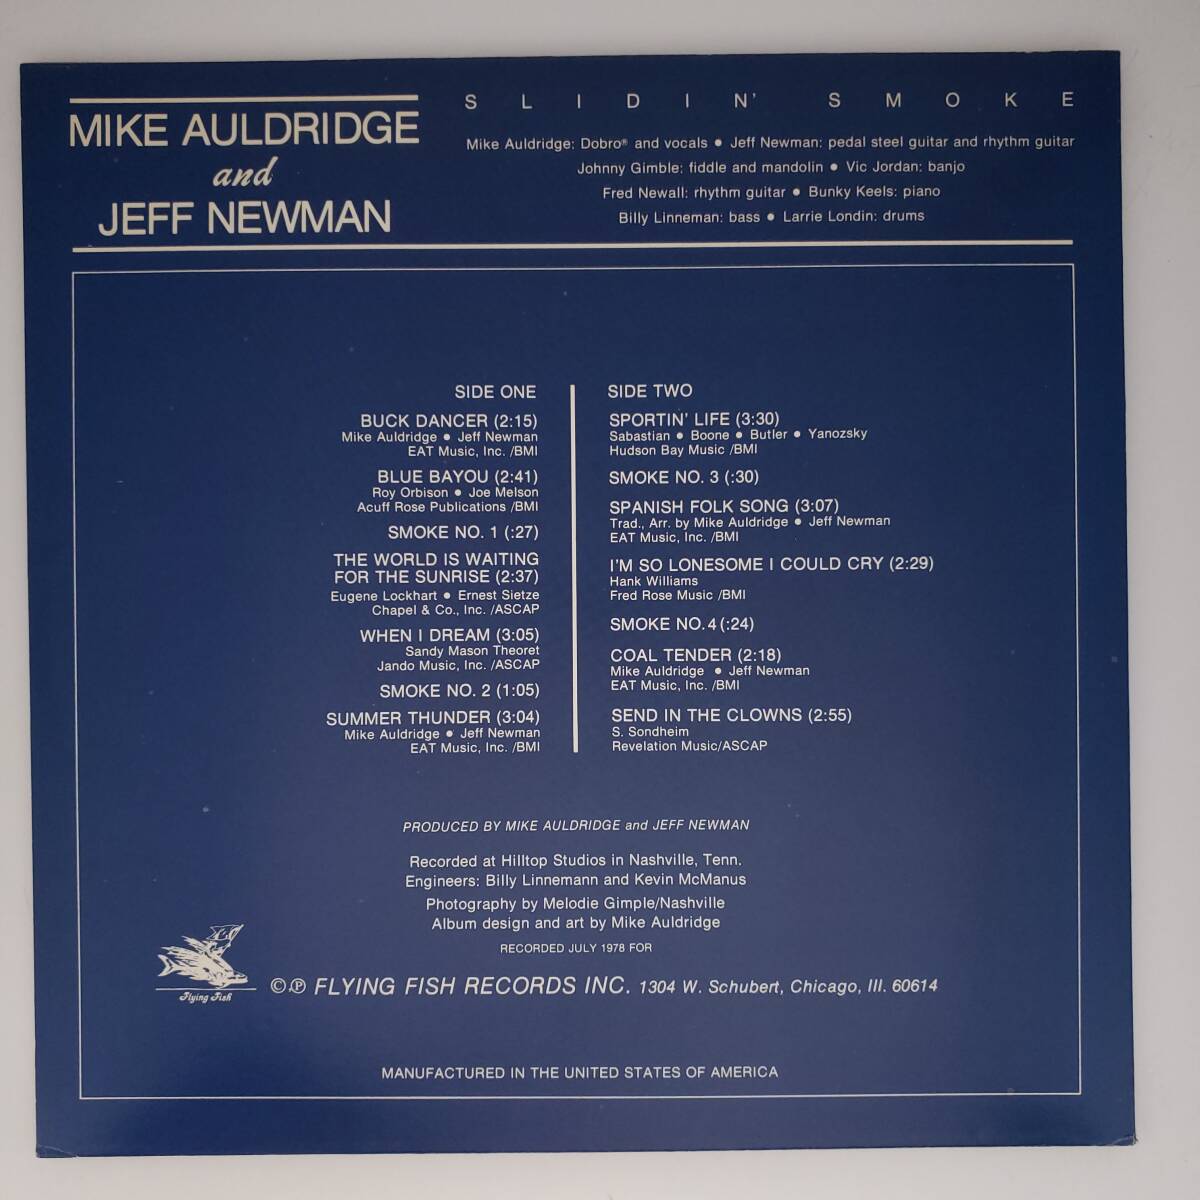 MIKE AULDRIDGE
and
JEFF NEWMAN
SLIDIN' SMOKE
Mike Auldridge: Dobro® and vocals ● Jeff Newman: pedal steel guitar and rhythm guitar
Johnny Gimble: fiddle and mandolin ● Vic Jordan: banjo
Fred Newall: rhythm guitar ● Bunky Keels: piano
Billy Linneman: bass ● Larrie Londin: drums
SIDE ONE
BUCK DANCER (2:15)
Mike Auldridge ● Jeff Newman
EAT Music, Inc. /BMI
BLUE BAYOU (2:41)
Roy Orbison ● Joe Melson
Acuff Rose Publications /BMI
SMOKE NO. 1 (:27)
THE WORLD IS WAITING
FOR THE SUNRISE (2:37)
Eugene Lockhart ● Ernest Sietze
Chapel & Co., Inc. /ASCAP
WHEN I DREAM (3:05)
Sandy Mason Theoret
Jando Music, Inc. /ASCAP
SMOKE NO. 2 (1:05)
SUMMER THUNDER (3:04)
Mike Auldridge ● Jeff Newman
EAT Music, Inc. /BMI
SIDE TWO
SPORTIN' LIFE (3:30)
Sabastian ● Boone ● Butler ● Yanozsky
Hudson Bay Music /BMI
SMOKE NO. 3 (:30)
SPANISH FOLK SONG (3:07)
Trad., Arr. by Mike Auldridge ● Jeff Newman
EAT Music, Inc. /BMI
I'M SO LONESOME I COULD CRY (2:29)
Hank Williams
Fred Rose Music /BMI
SMOKE NO. 4 (:24)
COAL TENDER (2:18)
Mike Auldridge ● Jeff Newman
EAT Music, Inc. /BMI
SEND IN THE CLOWNS (2:55)
S. Sondheim
Revelation Music/ASCAP
PRODUCED BY MIKE AULDRIDGE and JEFF NEWMAN
Recorded at Hilltop Studios in Nashville, Tenn.
Engineers: Billy Linnemann and Kevin McManus
Photography by Melodie Gimple/Nashville
Album design and art by Mike Auldridge
RECORDED JULY 1978 FOR
Flying Fish
©℗ FLYING FISH RECORDS INC. 1304 W. Schubert, Chicago, Ill. 60614
MANUFACTURED IN THE UNITED STATES OF AMERICA